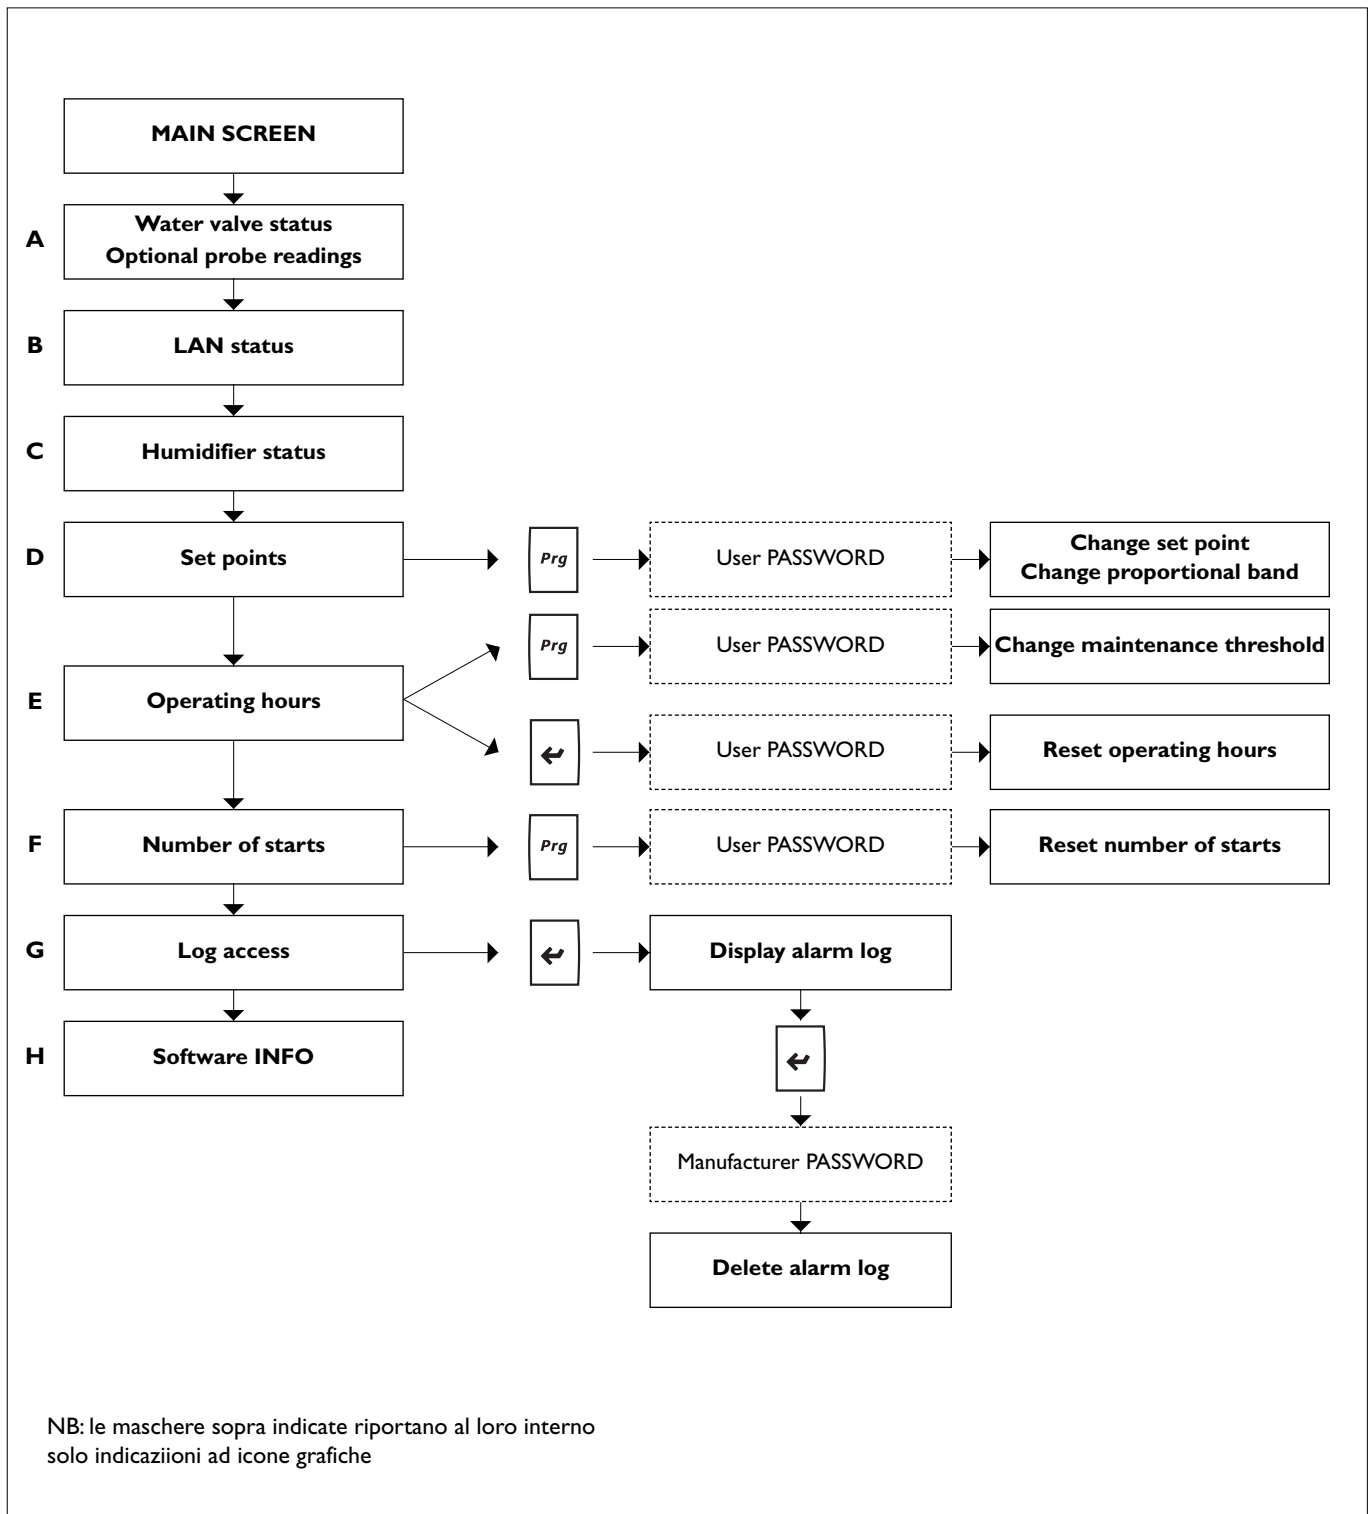 MAIN SCREEN
A
Water valve status
Optional probe readings
B
LAN status
C
Humidifier status
D
Set points
Prg
User PASSWORD
Change set point
Change proportional band
E
Operating hours
Prg
User PASSWORD
Change maintenance threshold
User PASSWORD
Reset operating hours
F
Number of starts
Prg
User PASSWORD
Reset number of starts
G
Log access
Display alarm log
H
Software INFO
Manufacturer PASSWORD
Delete alarm log
NB: le maschere sopra indicate riportano al loro interno
solo indicaziioni ad icone grafiche